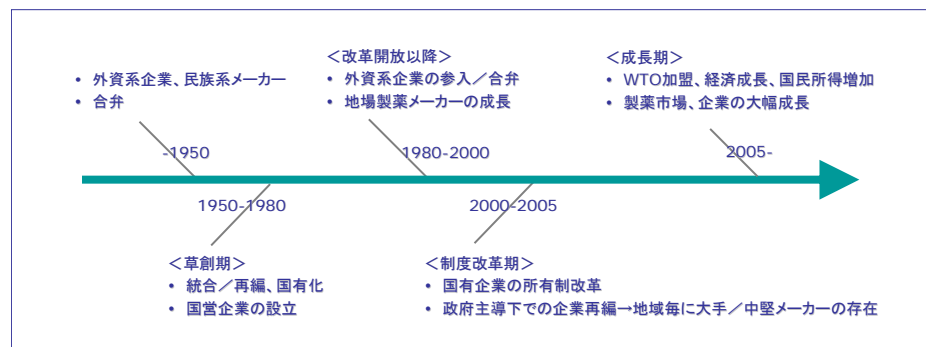 • 外資系企業、民族系メーカー
• 合弁
-1950
＜改革開放以降＞
• 外資系企業の参入／合弁
• 地場製薬メーカーの成長
1980-2000
＜成長期＞
• WTO加盟、経済成長、国民所得増加
• 製薬市場、企業の大幅成長
2005-
1950-1980
＜草創期＞
• 統合／再編、国有化
• 国営企業の設立
2000-2005
＜制度改革期＞
• 国有企業の所有制改革
• 政府主導下での企業再編→地域毎に大手／中堅メーカーの存在